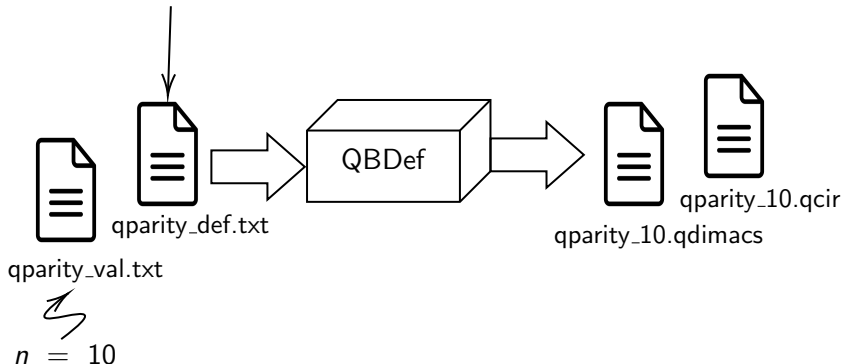 QBDef
qparity_def.txt
qparity_val.txt
n = 10
qparity_10.qcir
qparity_10.qdimacs